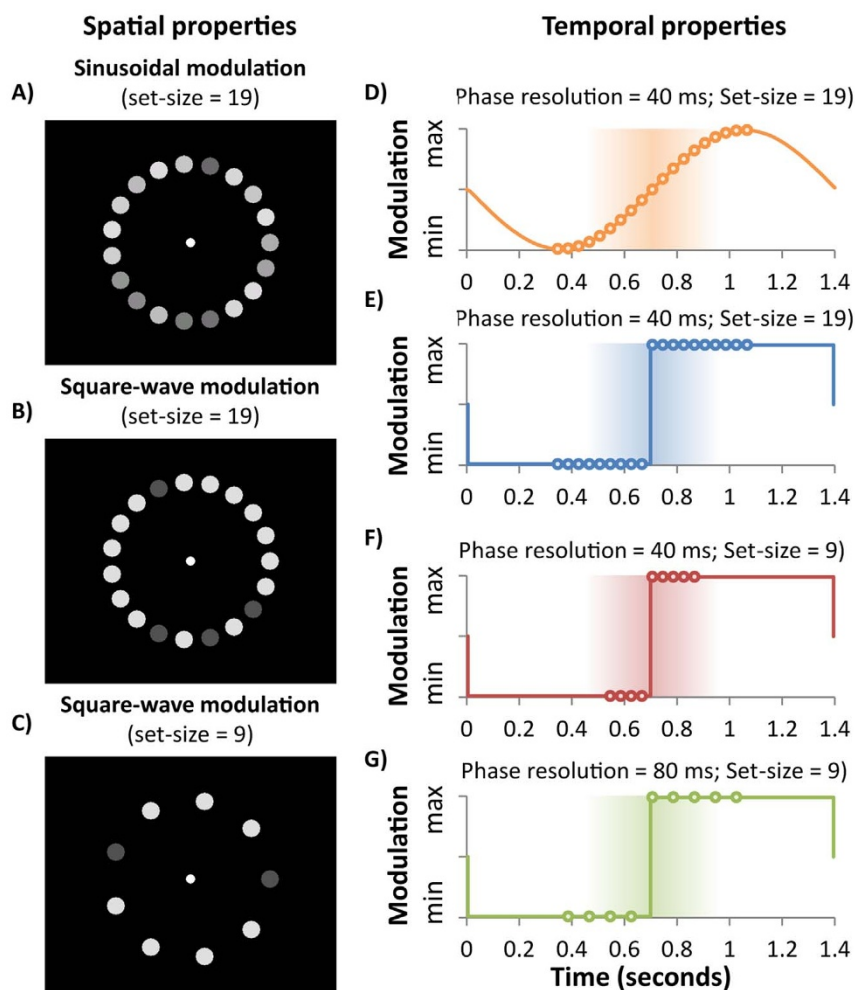 Spatial properties
Sinusoidal modulation
A)
(set-size = 19)
Square-wave modulation
B)
(set-size = 19)
Square-wave modulation
C)
(set-size = 9)
Temporal properties
D)
Phase resolution = 40 ms; Set-size = 19)
Modulation
min max
0 0.2 0.4 0.6 0.8 1 1.2 1.4
E)
Phase resolution = 40 ms; Set-size = 19)
Modulation
min max
0 0.2 0.4 0.6 0.8 1 1.2 1.4
F)
Phase resolution = 40 ms; Set-size = 9)
Modulation
min max
0 0.2 0.4 0.6 0.8 1 1.2 1.4
G)
Phase resolution = 80 ms; Set-size = 9)
Modulation
min max
0 0.2 0.4 0.6 0.8 1 1.2 1.4
Time (seconds)